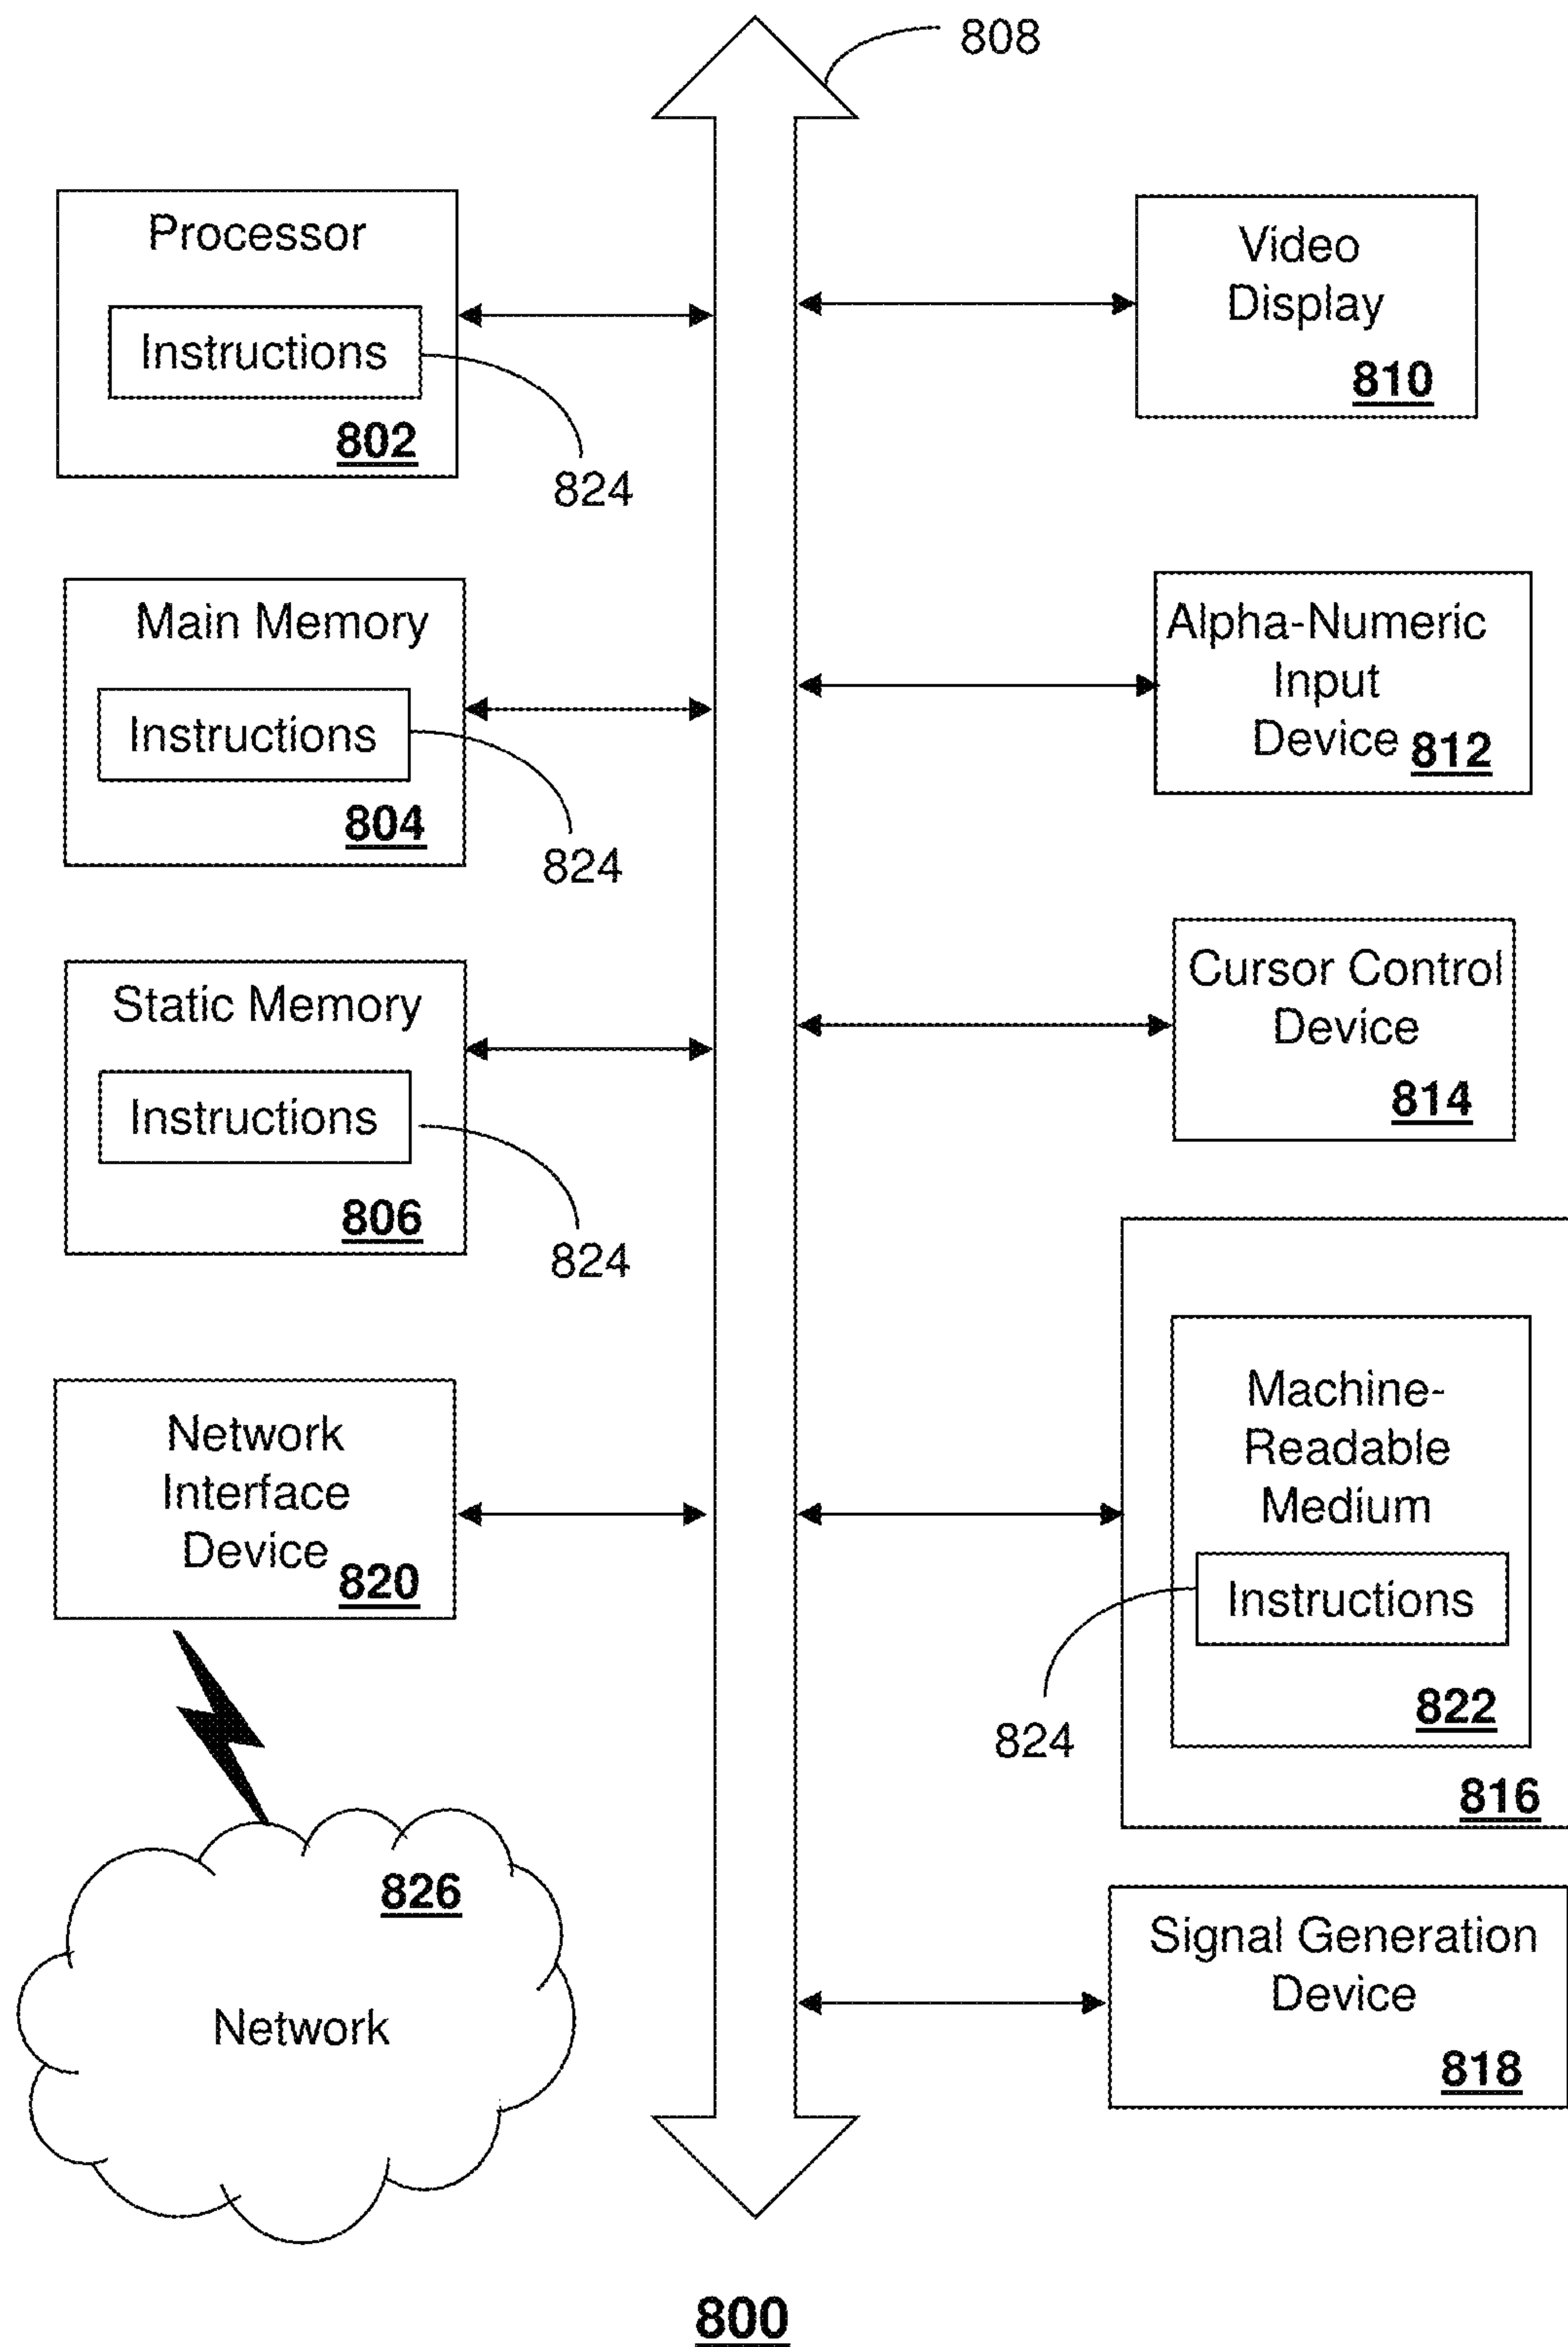 808
Processor
Instructions
802
824
Main Memory
Instructions
804
824
Static Memory
Instructions
806
824
Network
Interface
Device
820
826
Network
Video
Display
810
Alpha-Numeric
Input
Device
812
Cursor Control
Device
814
Machine-
Readable
Medium
Instructions
822
824
816
Signal Generation
Device
818
800